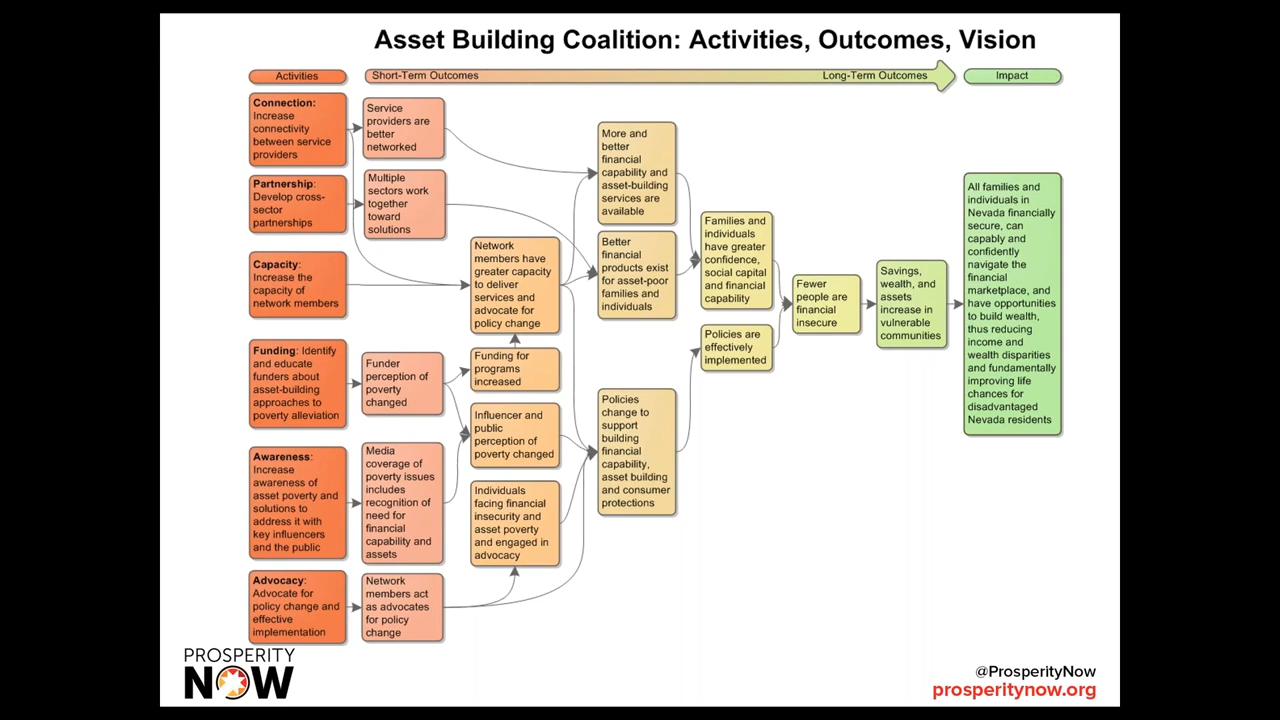 Asset Building Coalition: Activities, Outcomes, Vision
Activities
Short-Term Outcomes
Long-Term Outcomes
Impact
Connection:
Increase
connectivity
between service
providers
Service
providers are
better
networked
Partnership:
Develop cross-
sector
partnerships
Multiple
sectors work
together
toward
solutions
Capacity:
Increase the
capacity of
network members
Network
members have
greater capacity
to deliver
services and
advocate for
policy change
Funding: Identify
and educate
funders about
asset-building
approaches to
poverty alleviation
Funder
perception of
poverty
changed
Funding for
programs
increased
Influencer and
public
perception of
poverty changed
Awareness:
Increase
awareness of
asset poverty and
solutions to
address it with
key influencers
and the public
Media
coverage of
poverty issues
includes
recognition of
need for
financial
capability and
assets
Individuals
facing financial
insecurity and
asset poverty
and engaged in
advocacy
Advocacy:
Advocate for
policy change and
effective
implementation
Network
members act
as advocates
for policy
change
More and
better
financial
capability and
asset-building
services are
available
Better
financial
products exist
for asset-poor
families and
individuals
Policies
change to
support
building
financial
capability,
asset building
and consumer
protections
Families and
individuals
have greater
confidence,
social capital
and financial
capability
Policies are
effectively
implemented
Fewer
people are
financial
insecure
Savings,
wealth, and
assets
increase in
vulnerable
communities
All families and
individuals in
Nevada financially
secure, can
capably and
confidently
navigate the
financial
marketplace, and
have opportunities
to build wealth,
thus reducing
income and
wealth disparities
and fundamentally
improving life
chances for
disadvantaged
Nevada residents
PROSPERITY
NOW
@ProsperityNow
prosperitynow.org